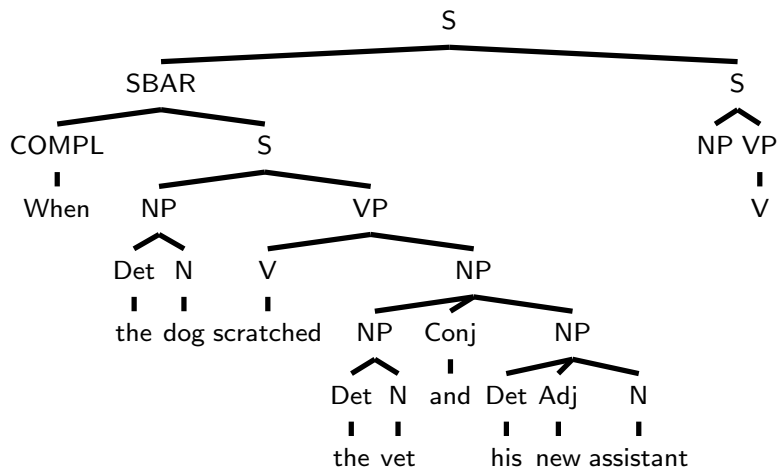 S
SBAR S
COMPL S NP VP
When NP VP V
Det N V NP
the dog scratched NP Conj NP
Det N and Det Adj N
the vet his new assistant